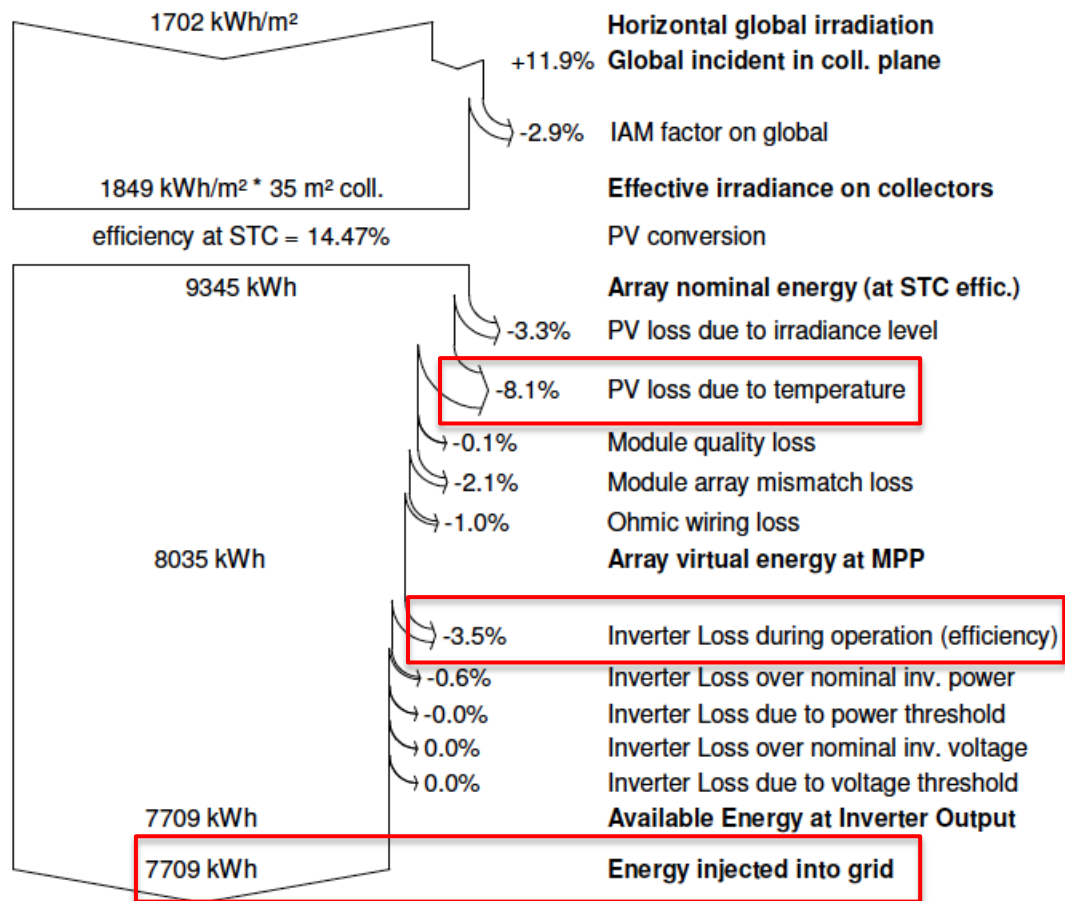 1702 kWh/m² Horizontal global irradiation
+11.9% Global incident in coll. plane
-2.9% IAM factor on global
1849 kWh/m² * 35 m² coll. Effective irradiance on collectors
efficiency at STC = 14.47% PV conversion
9345 kWh Array nominal energy (at STC effic.)
-3.3% PV loss due to irradiance level
-8.1% PV loss due to temperature
-0.1% Module quality loss
-2.1% Module array mismatch loss
-1.0% Ohmic wiring loss
8035 kWh Array virtual energy at MPP
-3.5% Inverter Loss during operation (efficiency)
-0.6% Inverter Loss over nominal inv. power
-0.0% Inverter Loss due to power threshold
0.0% Inverter Loss over nominal inv. voltage
0.0% Inverter Loss due to voltage threshold
7709 kWh Available Energy at Inverter Output
7709 kWh Energy injected into grid